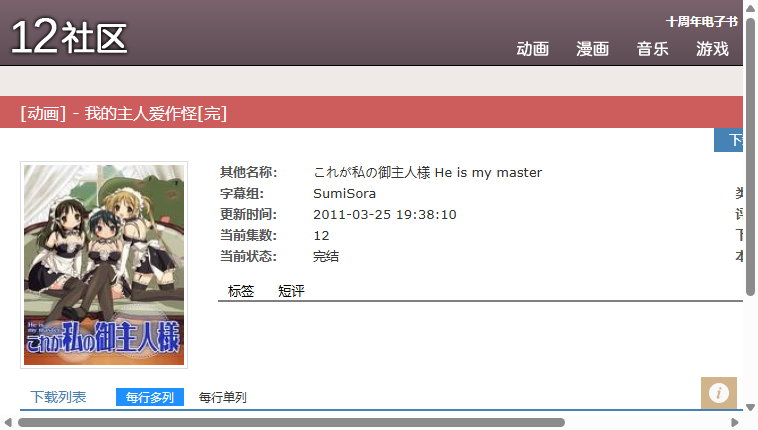 十周年电子书
12社区
动画 漫画 音乐 游戏
[动画] - 我的主人爱作怪[完]
其他名称: これが私の御主人様 He is my master
字幕组: SumiSora
更新时间: 2011-03-25 19:38:10
当前集数: 12
当前状态: 完结
标签 短评
He is my master
これが私の御主人様
下载列表 每行多列 每行单列